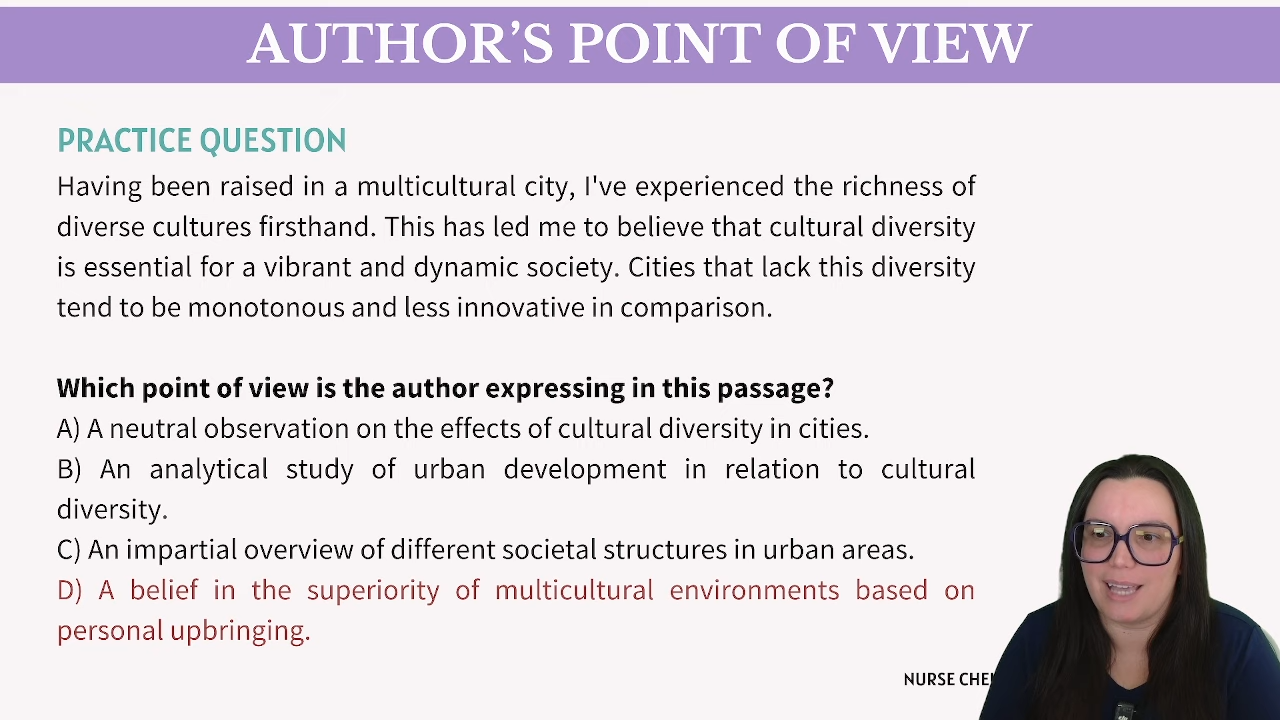 AUTHOR’S POINT OF VIEW
PRACTICE QUESTION
Having been raised in a multicultural city, I've experienced the richness of
diverse cultures firsthand. This has led me to believe that cultural diversity
is essential for a vibrant and dynamic society. Cities that lack this diversity
tend to be monotonous and less innovative in comparison.
Which point of view is the author expressing in this passage?
A) A neutral observation on the effects of cultural diversity in cities.
B) An analytical study of urban development in relation to cultural
diversity.
C) An impartial overview of different societal structures in urban areas.
D) A belief in the superiority of multicultural environments based on
personal upbringing.
NURSE